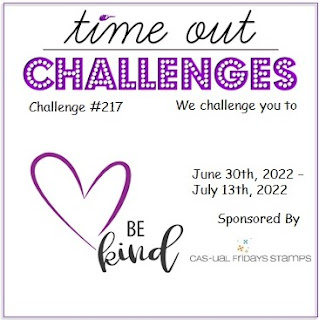 time out
CHALLENGES
Challenge #217 We challenge you to
June 30th, 2022 –
July 13th, 2022
BE
kind
Sponsored By
CAS-UAL FRIDAYS STAMPS